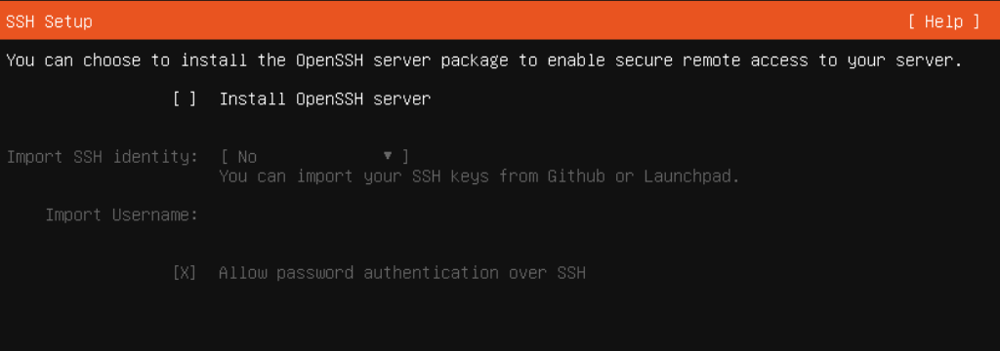 SSH Setup [ Help ]
You can choose to install the OpenSSH server package to enable secure remote access to your server.
[ ] Install OpenSSH server
Import SSH identity: [ No ▼ ]
You can import your SSH keys from Github or Launchpad.
Import Username:
[X] Allow password authentication over SSH